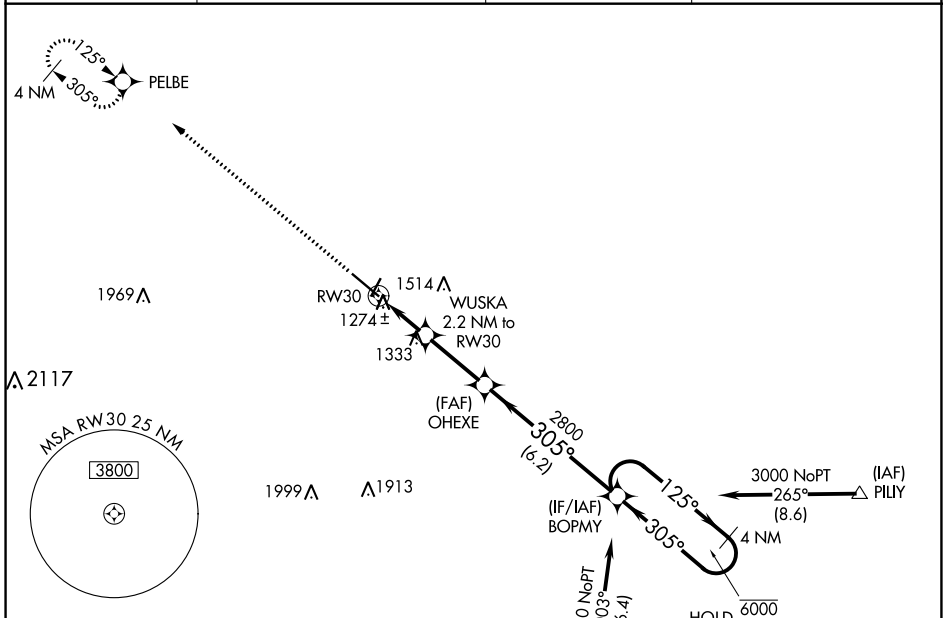 125°
305°
4 NM
PELBE
1969
RW30
1514
1274±
WUSKA
2.2 NM to
RW30
1333
2117
(FAF)
OHEXE
MSA RW30 25 NM
3800
2800
305°
(6.2)
1999
1913
(IF/IAF)
BOPMY
125°
305°
4 NM
3000 NoPT
265°
(8.6)
(IAF)
PILIY
NoPT
HOLD
6000